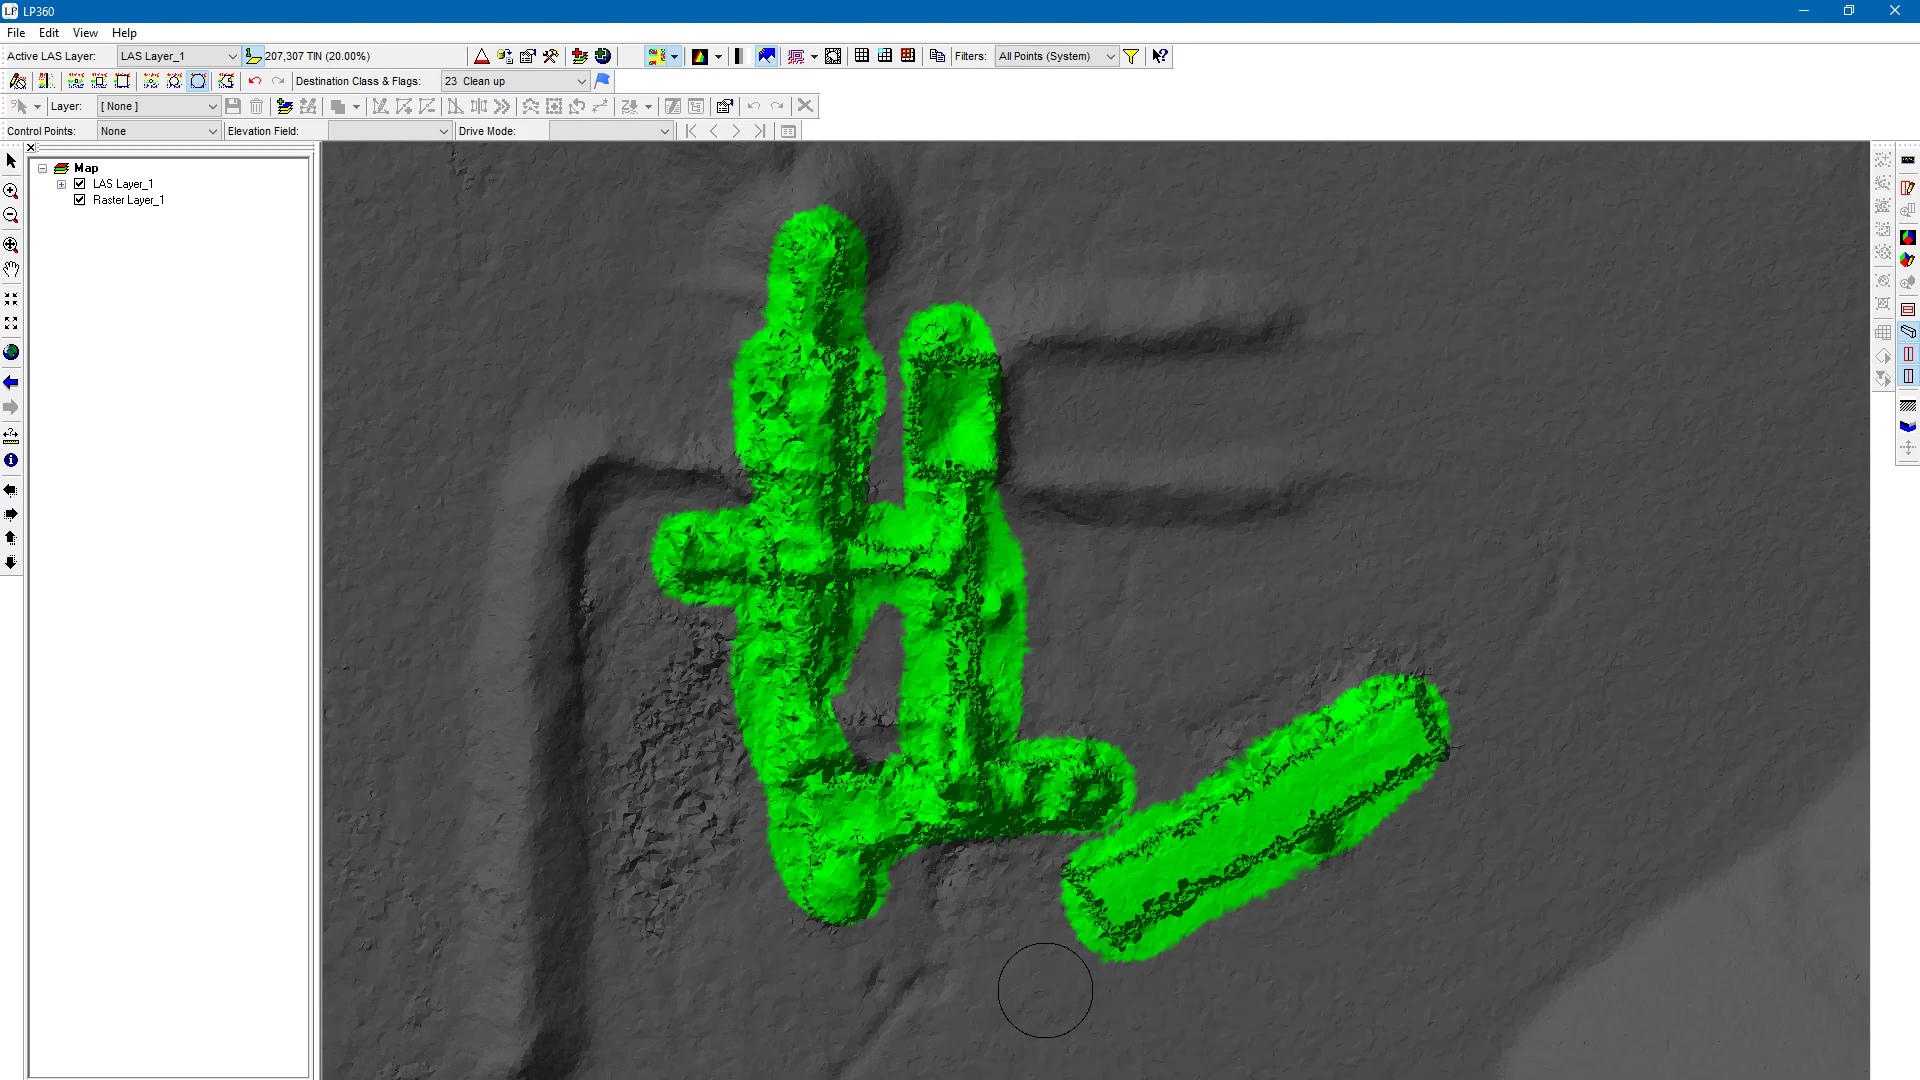 LP LP360
File Edit View Help
Active LAS Layer: LAS Layer_1 207,307 TIN (20.00%) Filters: All Points (System)
Destination Class & Flags: 23 Clean up
Layer: [ None ]
Control Points: None Elevation Field: Drive Mode:
Map
LAS Layer_1
Raster Layer_1